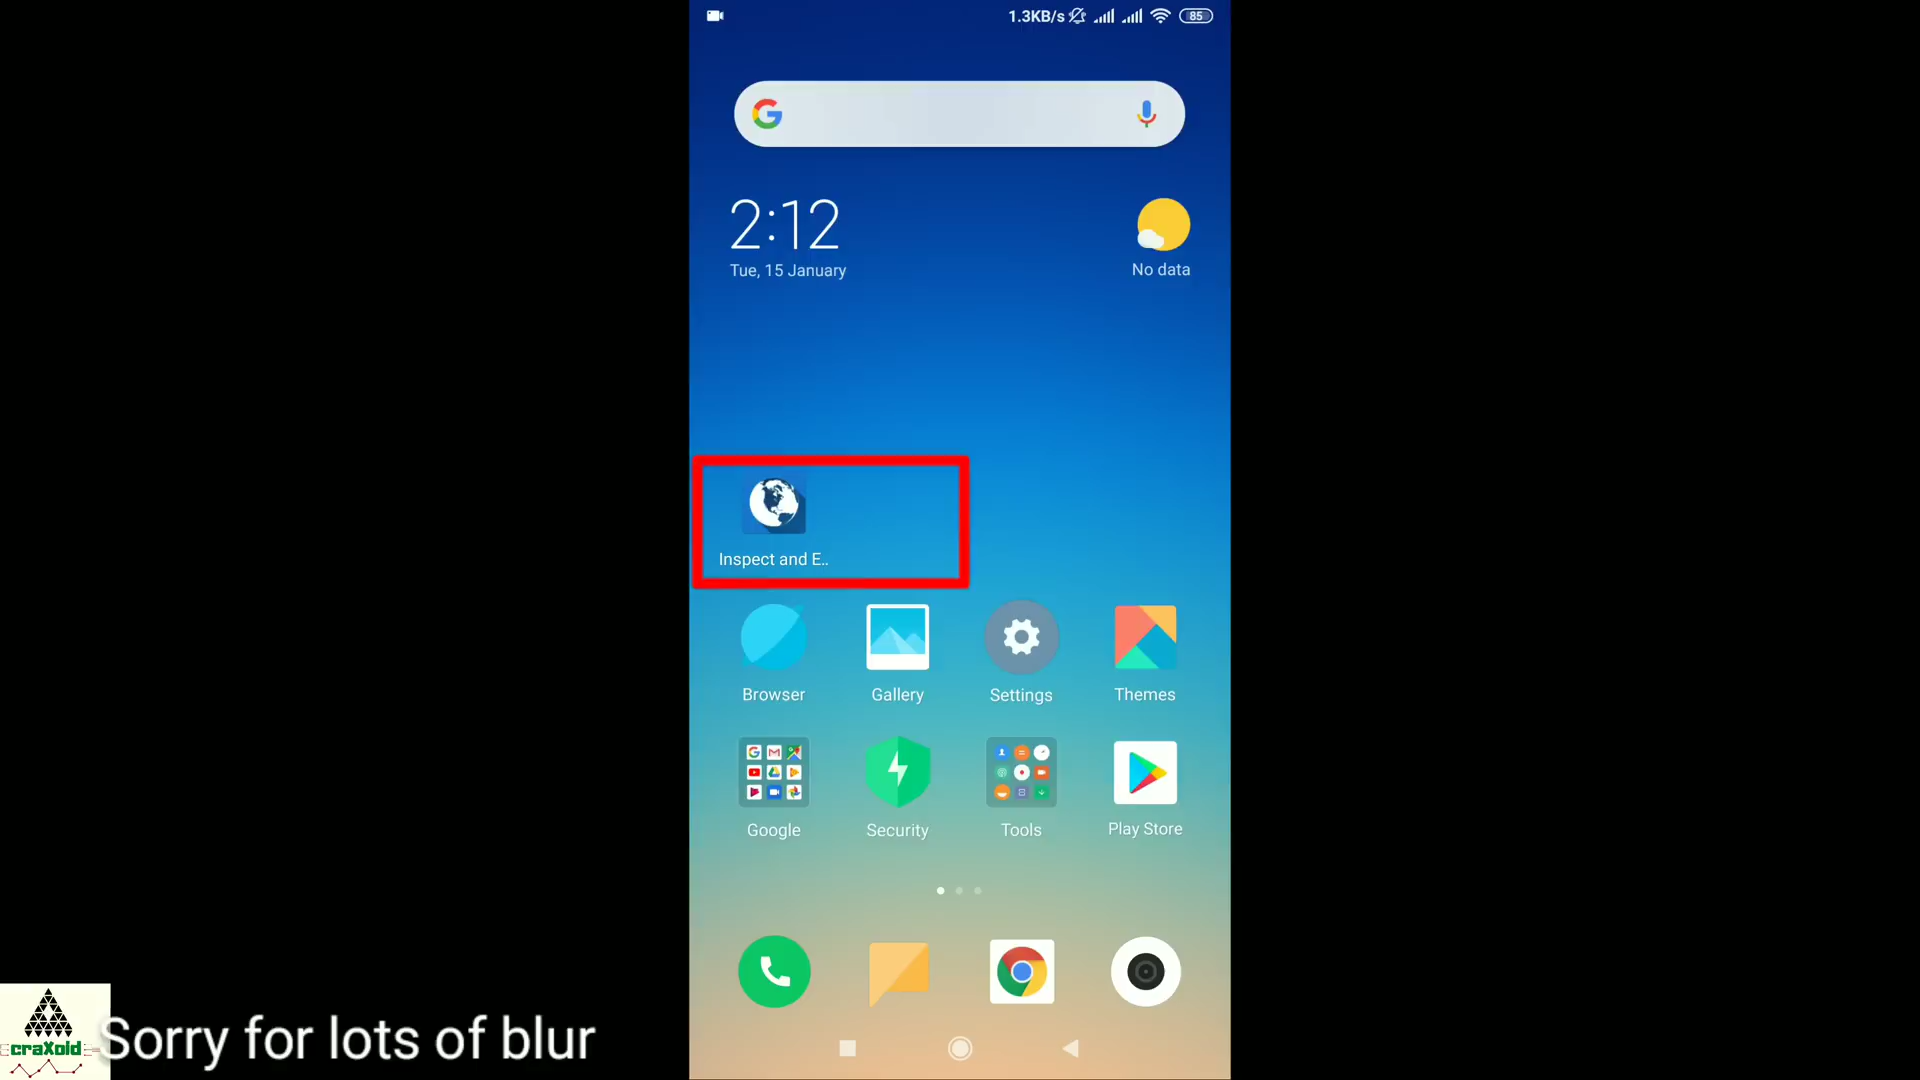 1.3KB/s 85
2:12
Tue, 15 January
No data
Inspect and E..
Browser Gallery Settings Themes
Google Security Tools Play Store
craXoid
Sorry for lots of blur